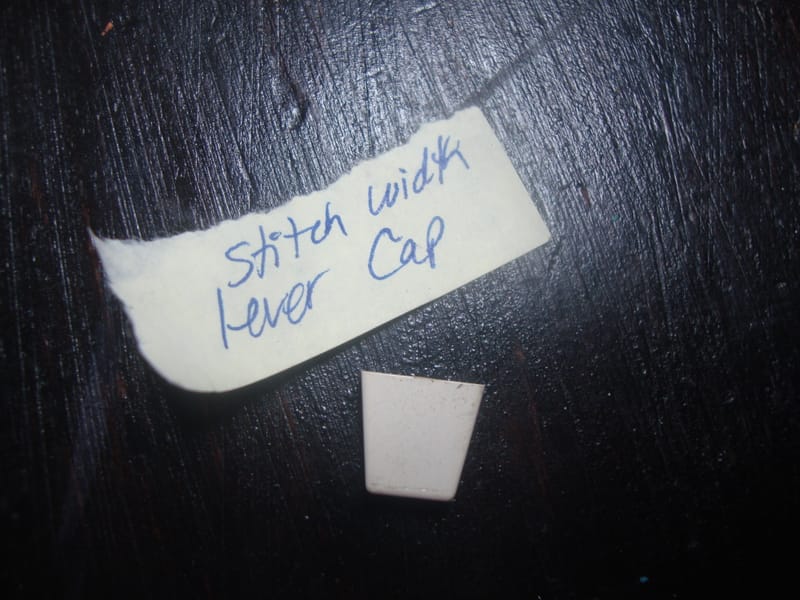 Stitch width
lever Cap